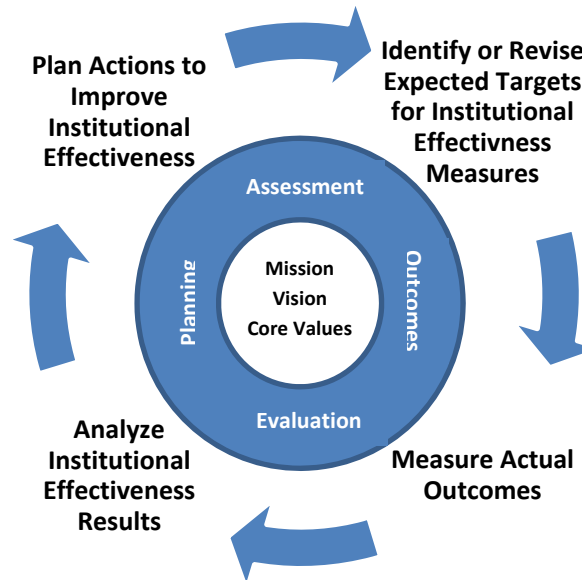 Plan Actions to
Improve
Institutional
Effectiveness
Identify or Revise
Expected Targets
for Institutional
Effectivness
Measures
Assessment
Planning
Mission
Vision
Core Values
Outcomes
Evaluation
Analyze
Institutional
Effectiveness
Results
Measure Actual
Outcomes